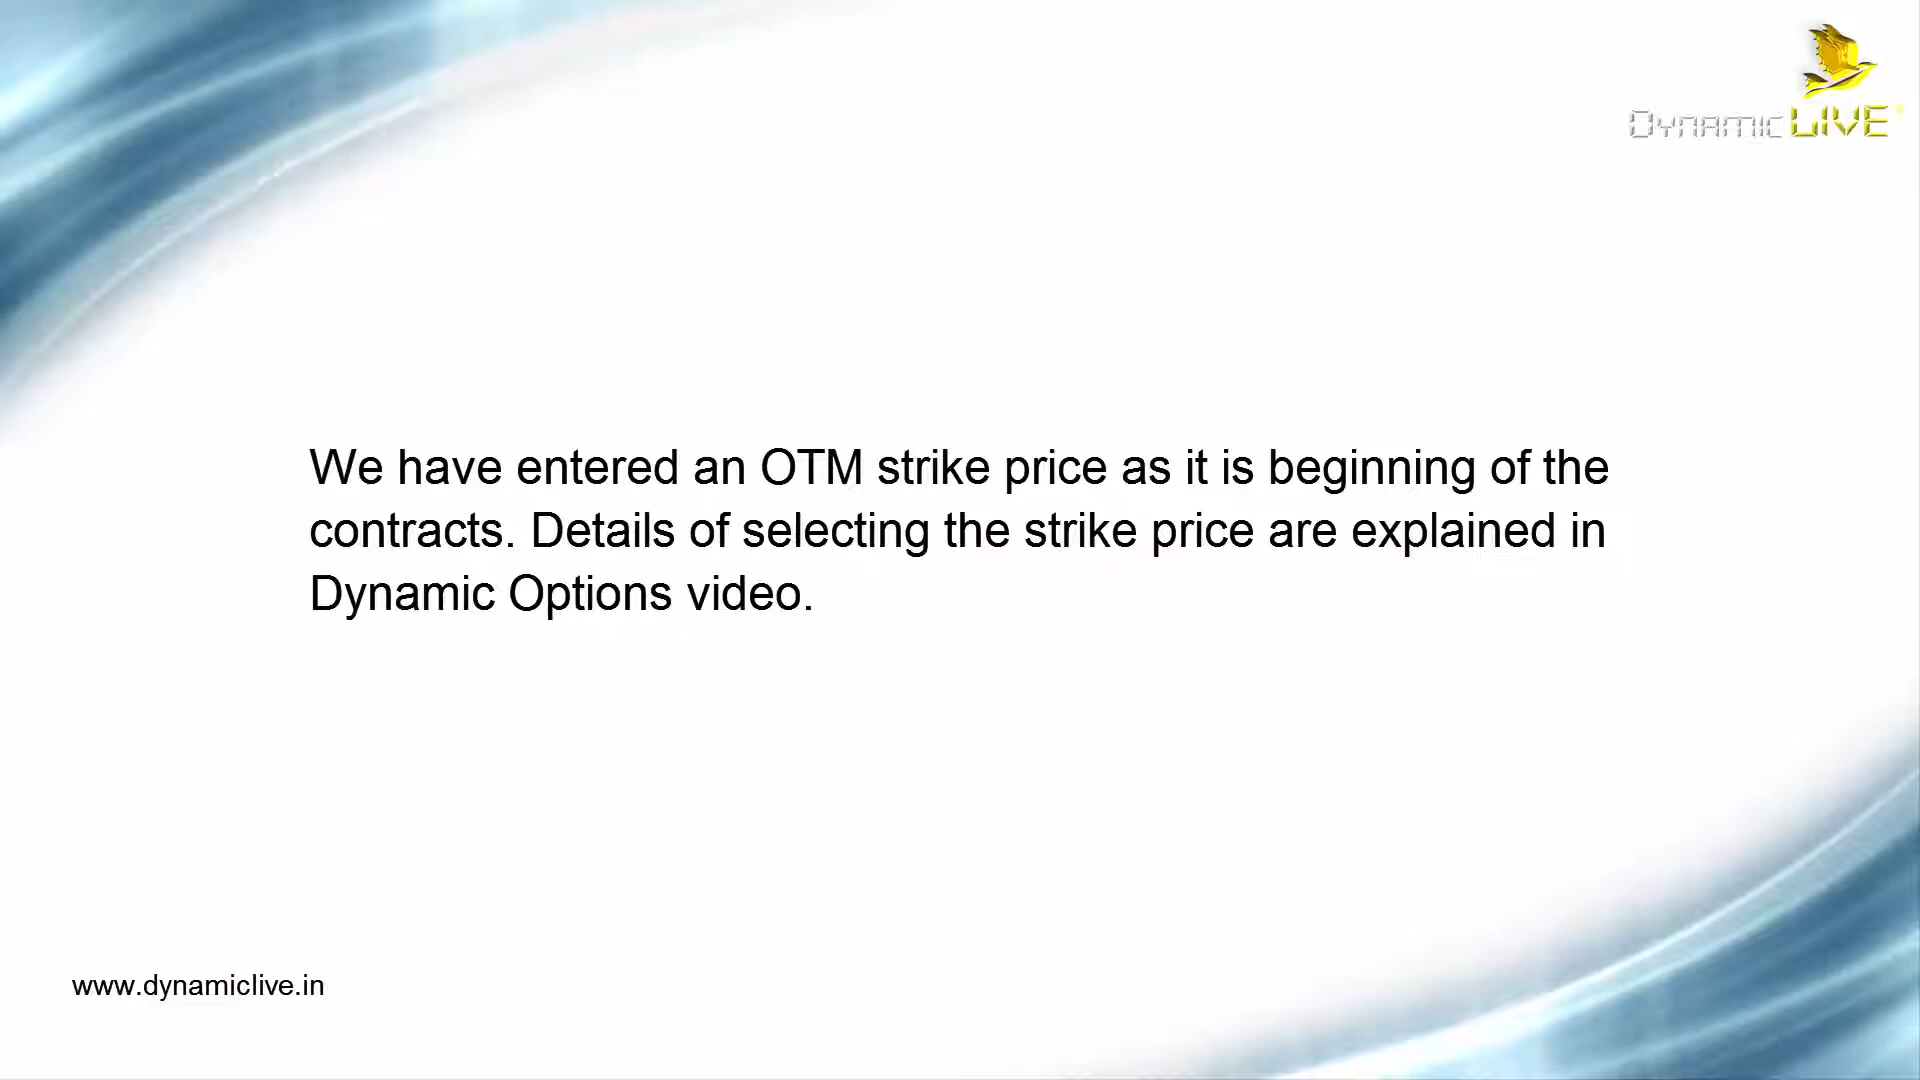 DYNAMIC LIVE
We have entered an OTM strike price as it is beginning of the
contracts. Details of selecting the strike price are explained in
Dynamic Options video.
www.dynamiclive.in